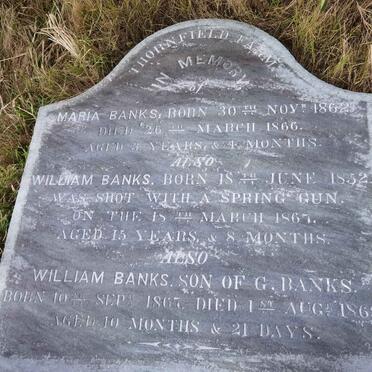 THORNFIELD FARM
IN MEMORY
of
MARIA BANKS, BORN 30TH NOVR 1862
DIED 26TH MARCH 1866.
AGED 3 YEARS, & 4 MONTHS.
ALSO
WILLIAM BANKS, BORN 18TH JUNE 1852
WAS SHOT WITH A SPRING GUN.
ON THE 18TH MARCH 1867.
AGED 15 YEARS, & 8 MONTHS.
ALSO
WILLIAM BANKS, SON OF G. BANKS.
BORN 10TH SEPR 1867. DIED 1ST AUGT 186
AGED 10 MONTHS & 21 DAYS.